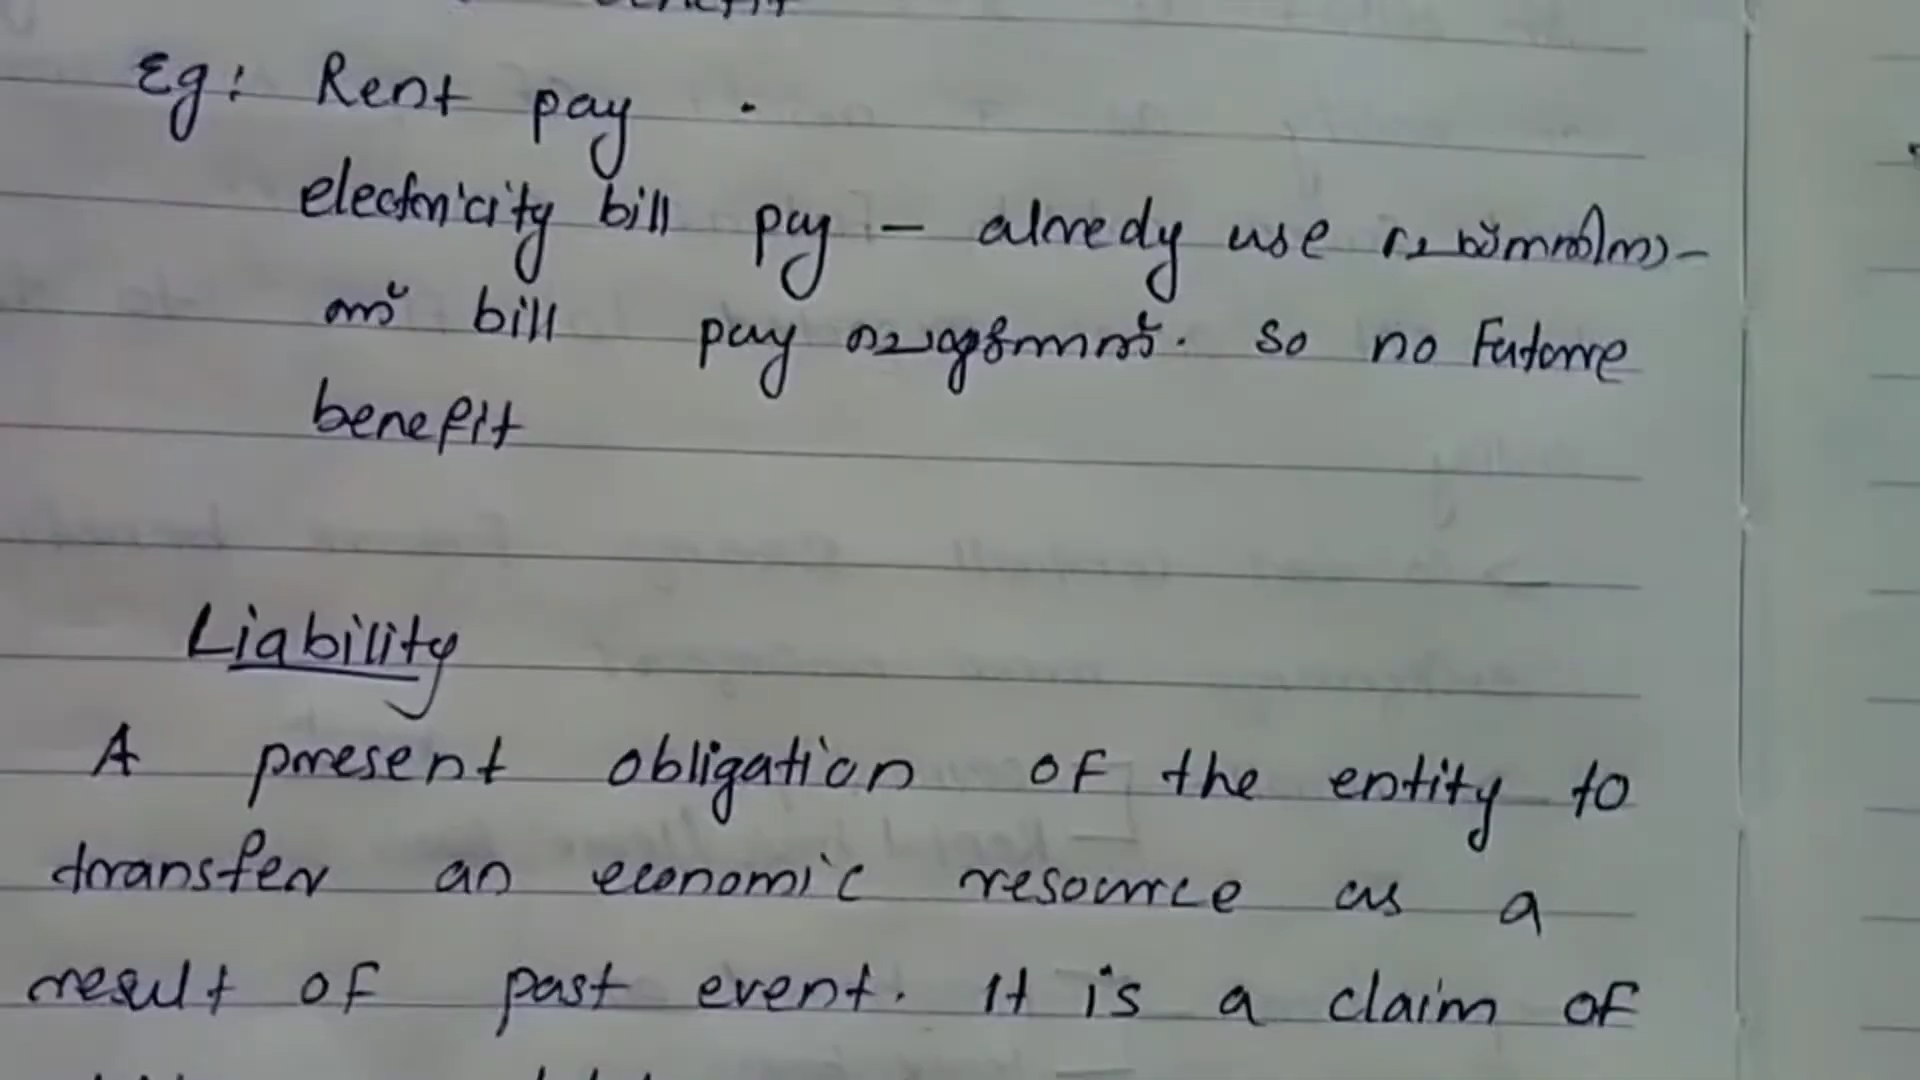 benefit
Eg: Rent pay .
electricity bill pay – alredy use ചെയ്തതിനാ–
ണ് bill pay ചെയ്യുന്നത്. so no Future
benefit
Liability
A present obligation of the entity to
transfer an economic resource as a
result of past event. It is a claim of